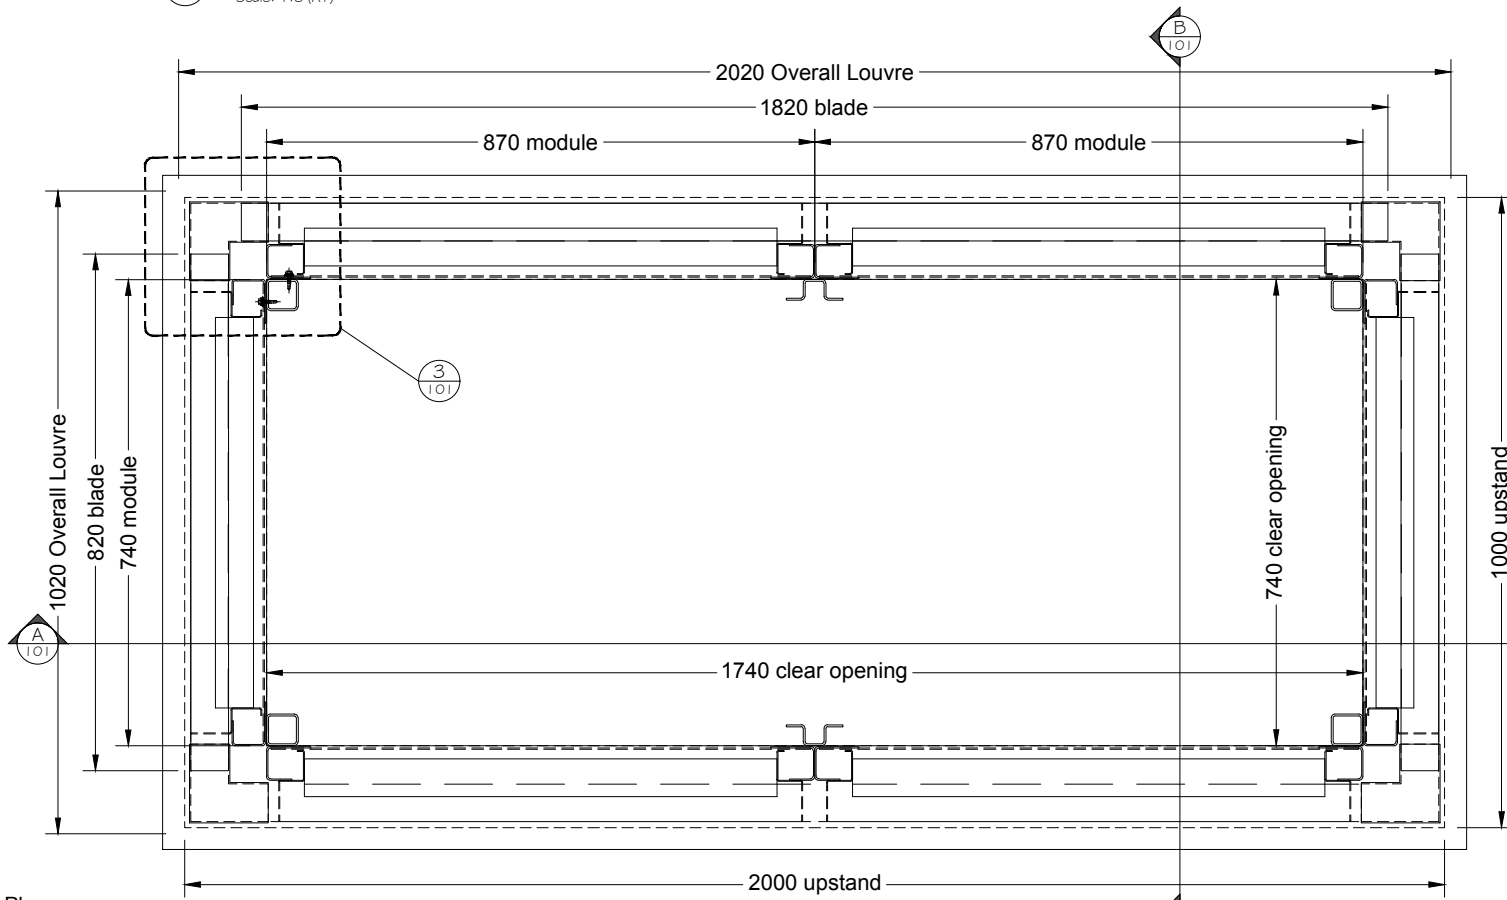 B
101
2020 Overall Louvre
1820 blade
870 module
870 module
3
101
1020 Overall Louvre
820 blade
740 module
740 clear opening
1000 upstand
A
101
1740 clear opening
2000 upstand